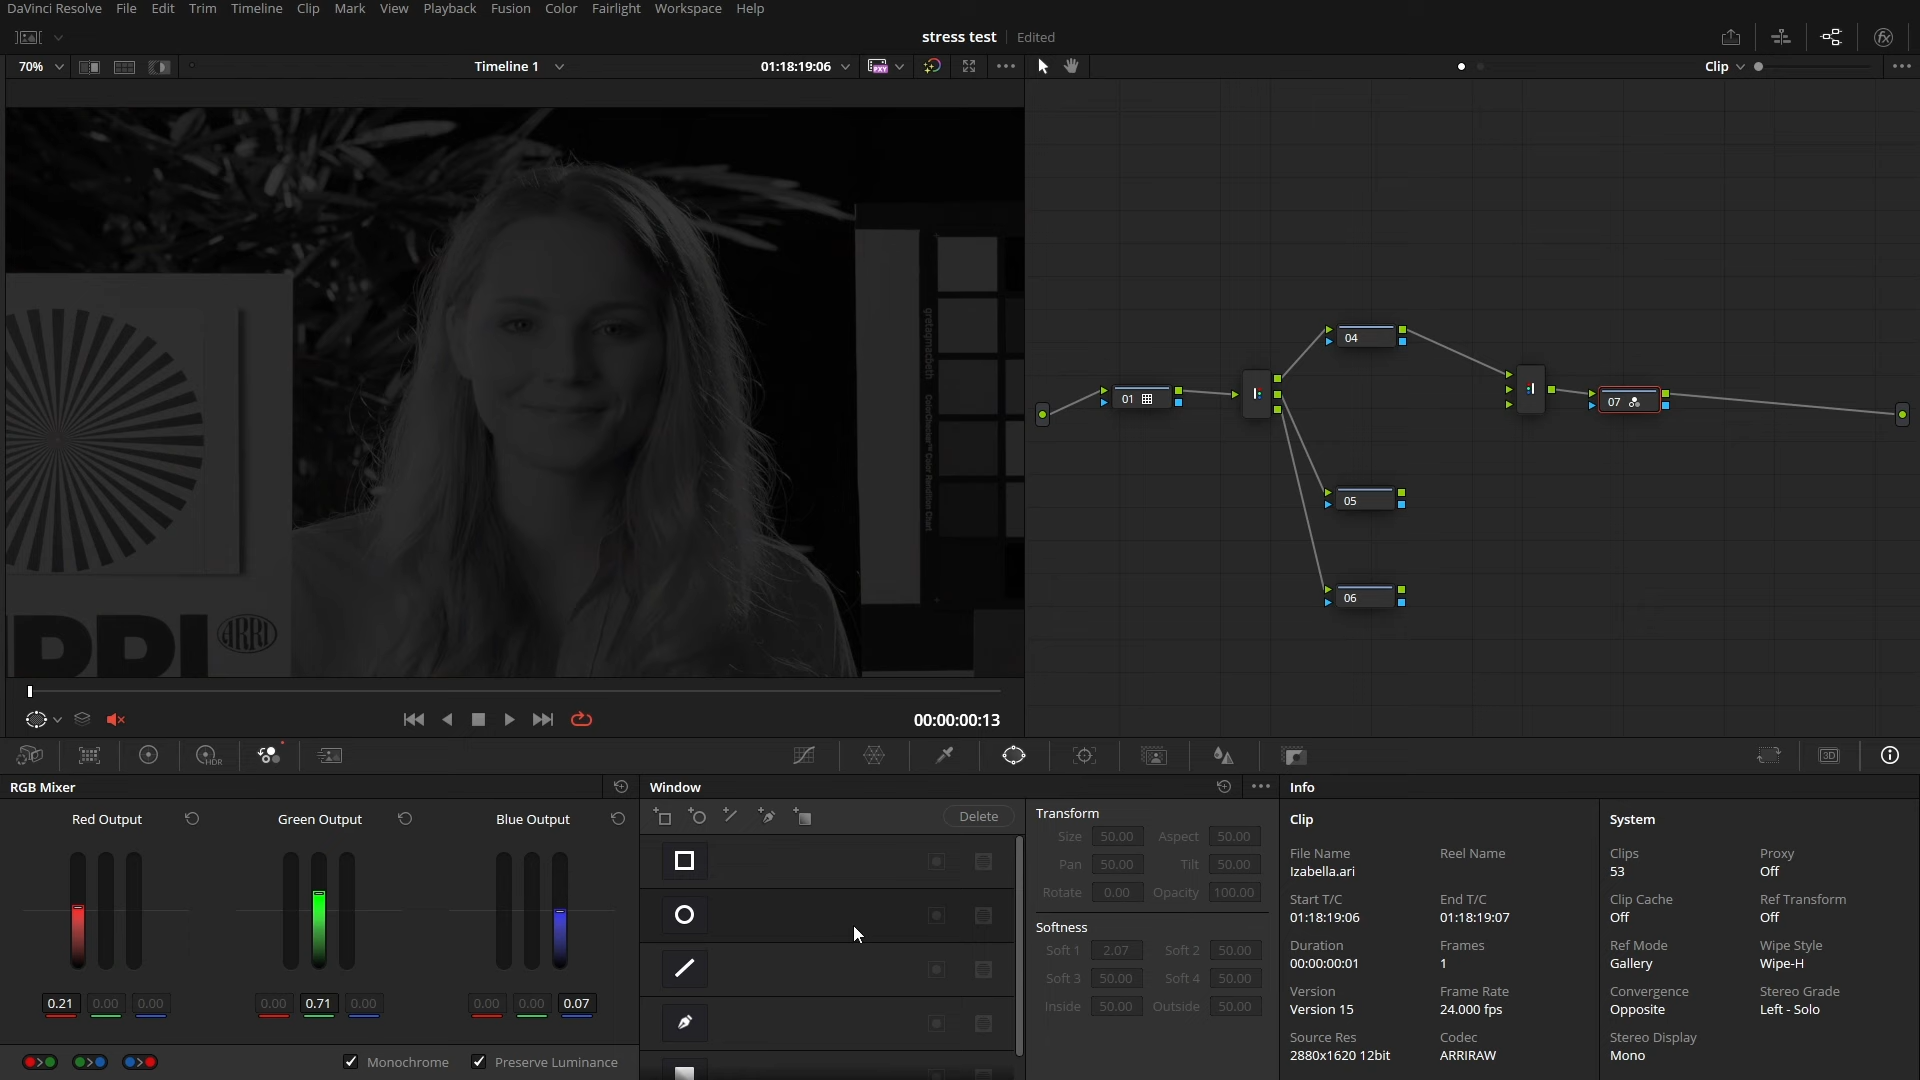 DaVinci Resolve File Edit Trim Timeline Clip Mark View Playback Fusion Color Fairlight Workspace Help
stress test Edited
70% Timeline 1 01:18:19:06 PXY Clip
gretagmacbeth ColorChecker™ Color Rendition Chart
ARRI
01 04 07
05
06
00:00:00:13
HDR 3D
RGB Mixer Window Info
Red Output Green Output Blue Output
0.21 0.00 0.00 0.00 0.71 0.00 0.00 0.00 0.07
Monochrome Preserve Luminance
Delete
Transform
Size 50.00 Aspect 50.00
Pan 50.00 Tilt 50.00
Rotate 0.00 Opacity 100.00
Softness
Soft 1 2.07 Soft 2 50.00
Soft 3 50.00 Soft 4 50.00
Inside 50.00 Outside 50.00
Clip
File Name Reel Name
Izabella.ari
Start T/C End T/C
01:18:19:06 01:18:19:07
Duration Frames
00:00:00:01 1
Version Frame Rate
Version 15 24.000 fps
Source Res Codec
2880x1620 12bit ARRIRAW
System
Clips Proxy
53 Off
Clip Cache Ref Transform
Off Off
Ref Mode Wipe Style
Gallery Wipe-H
Convergence Stereo Grade
Opposite Left - Solo
Stereo Display
Mono